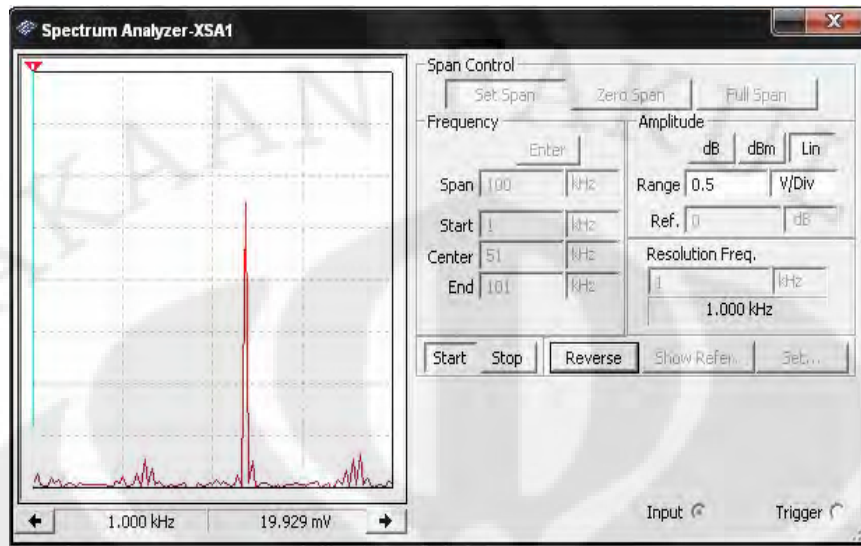 Spectrum Analyzer-XSA1
Span Control
Set Span Zero Span Full Span
Frequency
Enter
Span 100 kHz
Start 1 kHz
Center 51 kHz
End 101 kHz
Amplitude
dB dBm Lin
Range 0.5 V/Div
Ref. 0 dB
Resolution Freq.
1 kHz
1.000 kHz
Start Stop Reverse Show Refer... Set...
1.000 kHz 19.929 mV
Input Trigger